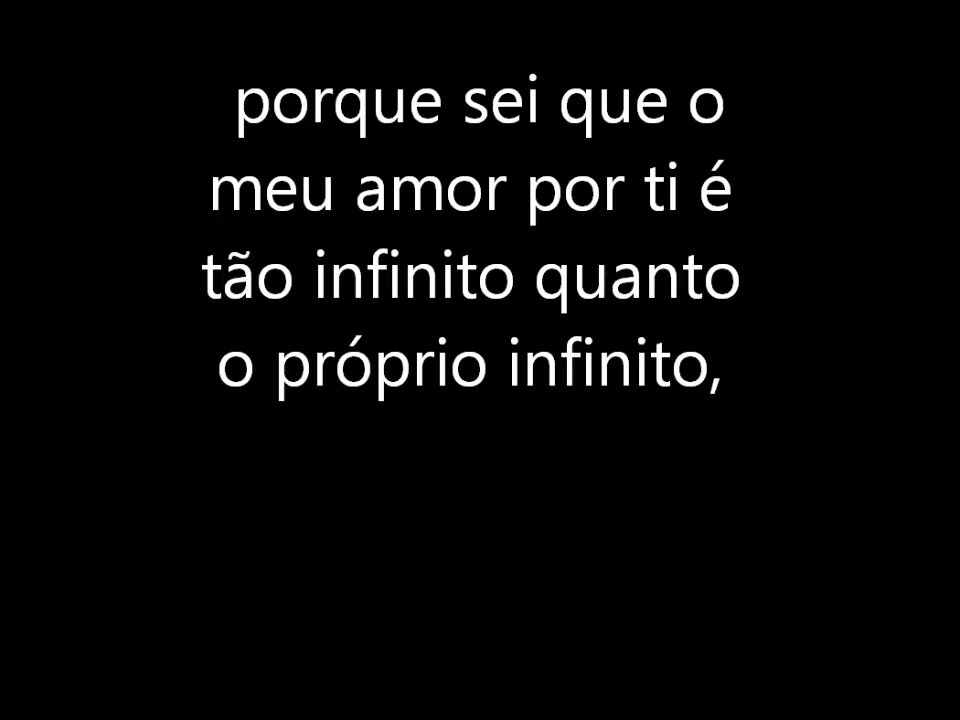 porque sei que o
meu amor por ti é
tão infinito quanto
o próprio infinito,